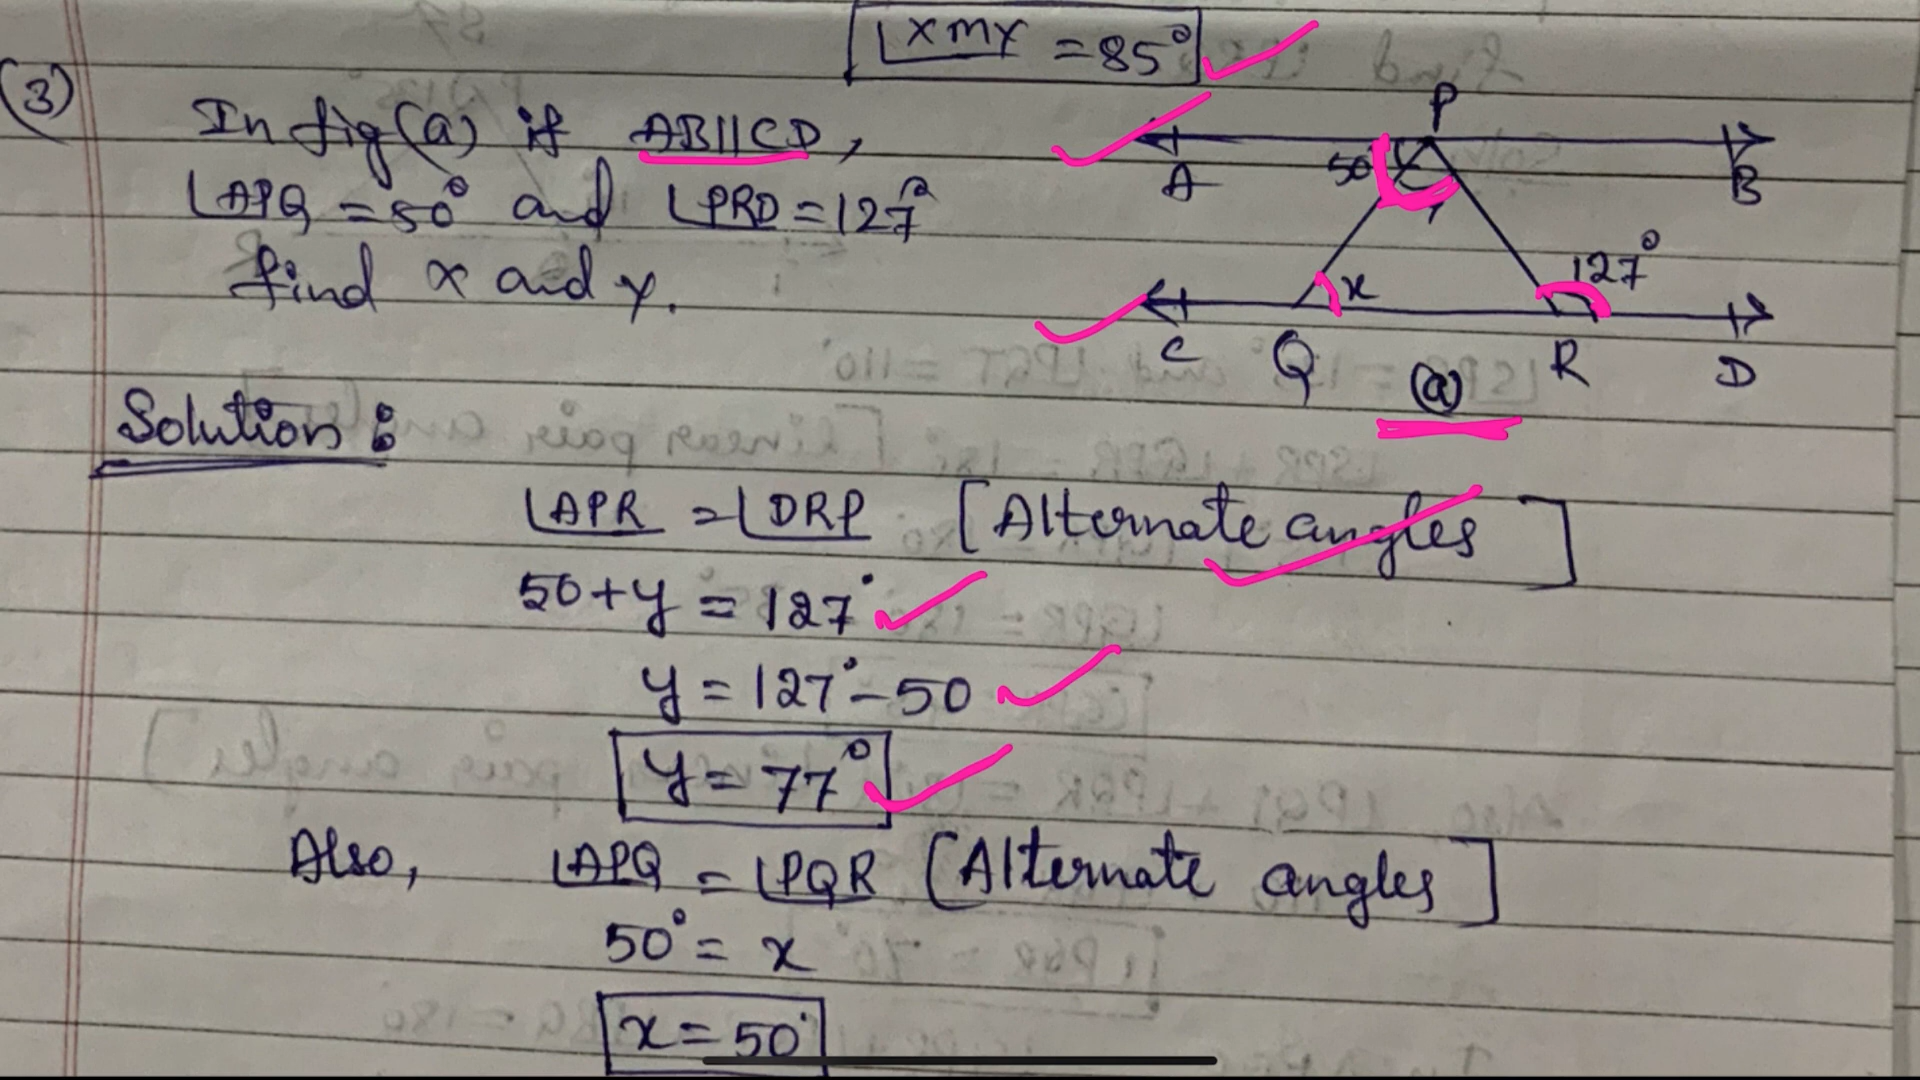 ∠XMY = 85°
(3) In fig(a) if AB||CD,
∠APQ = 50° and ∠PRD = 127°
find x and y.
P
A B
50°
y
127°
x
C Q R D
(a)
Solution :
∠APR = ∠DRP [Alternate angles]
50+y = 127°
y = 127° - 50
y = 77°
Also, ∠APQ = ∠PQR [Alternate angles]
50° = x
x = 50°